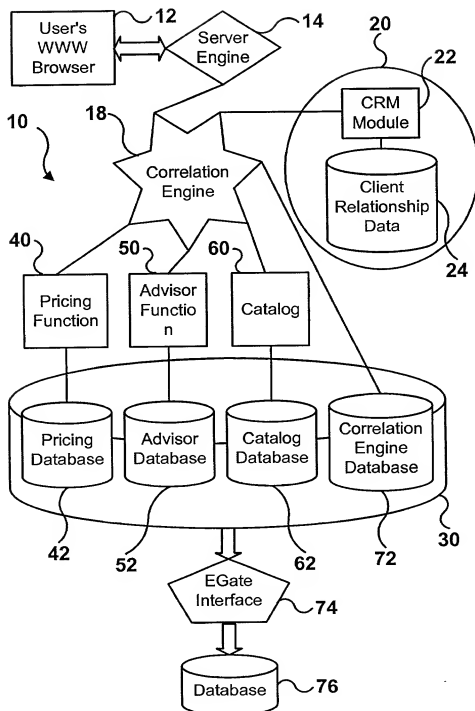 12
User's
WWW
Browser
14
Server
Engine
20
22
CRM
Module
10
18
Correlation
Engine
Client
Relationship
Data
24
40
Pricing
Function
50
Advisor
Functio
n
60
Catalog
Pricing
Database
Advisor
Database
Catalog
Database
Correlation
Engine
Database
42
52
62
72
30
EGate
Interface
74
Database
76